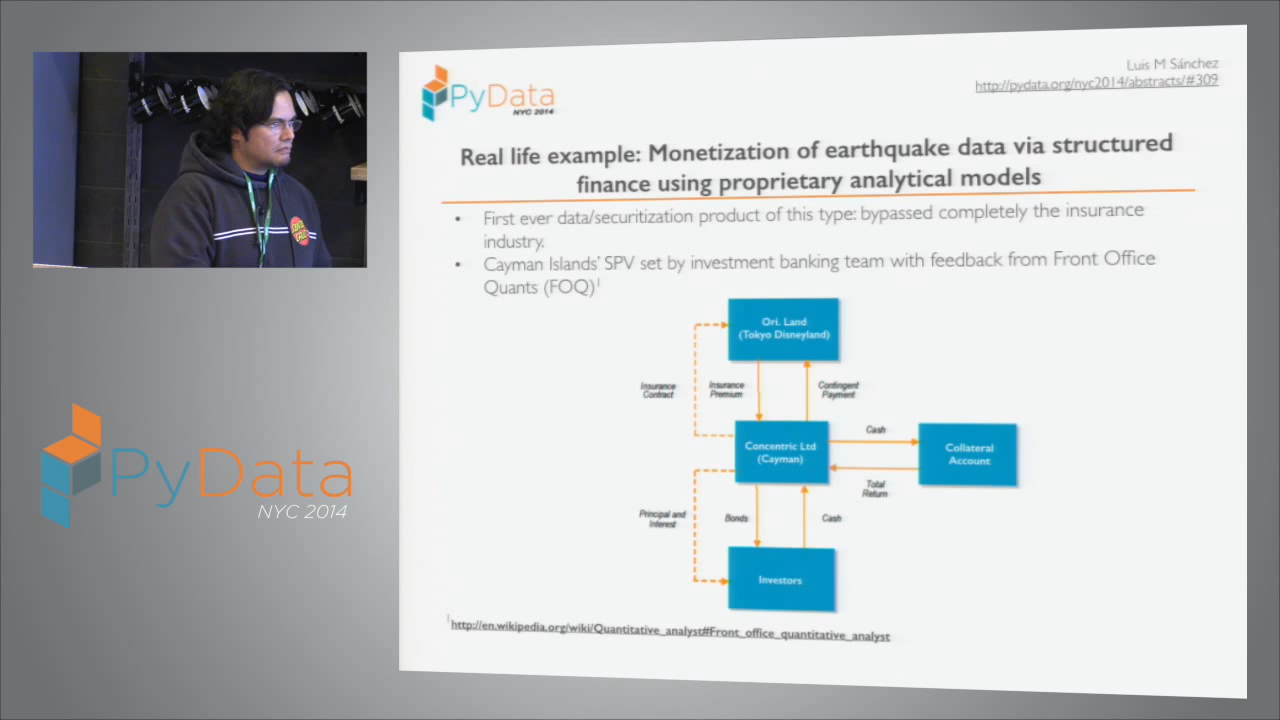 Luis M Sánchez
http://pydata.org/nyc2014/abstracts/#309
PyData
NYC 2014
Real life example: Monetization of earthquake data via structured
finance using proprietary analytical models
• First ever data/securitization product of this type: bypassed completely the insurance
industry.
• Cayman Islands' SPV set by investment banking team with feedback from Front Office
Quants (FOQ)1
Ori. Land
(Tokyo Disneyland)
Insurance
Contract
Insurance
Premium
Contingent
Payment
Concentric Ltd
(Cayman)
Cash
Collateral
Account
Total
Return
Principal and
Interest
Bonds
Cash
Investors
1 http://en.wikipedia.org/wiki/Quantitative_analyst#Front_office_quantitative_analyst
PyData
NYC 2014